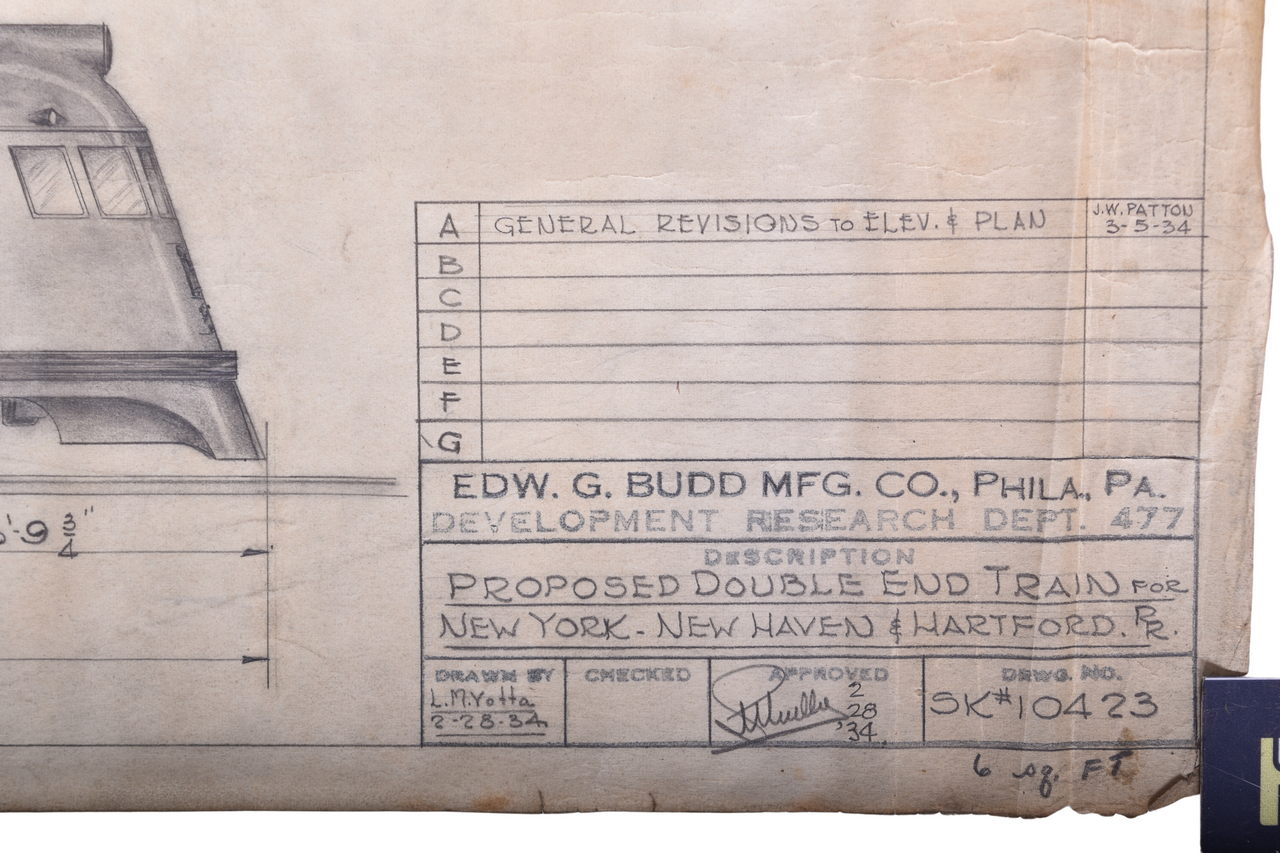 A GENERAL REVISIONS TO ELEV. & PLAN J.W. PATTON 3-5-34
B
C
D
E
F
G
EDW. G. BUDD MFG. CO., PHILA., PA.
DEVELOPMENT RESEARCH DEPT. 477
DESCRIPTION
PROPOSED DOUBLE END TRAIN FOR
NEW YORK - NEW HAVEN & HARTFORD. RR.
DRAWN BY
L.M.Votta
2-28-34
CHECKED
APPROVED
2
28
'34
DRWG. NO.
SK#10423
6 sq. FT
9 3/4"